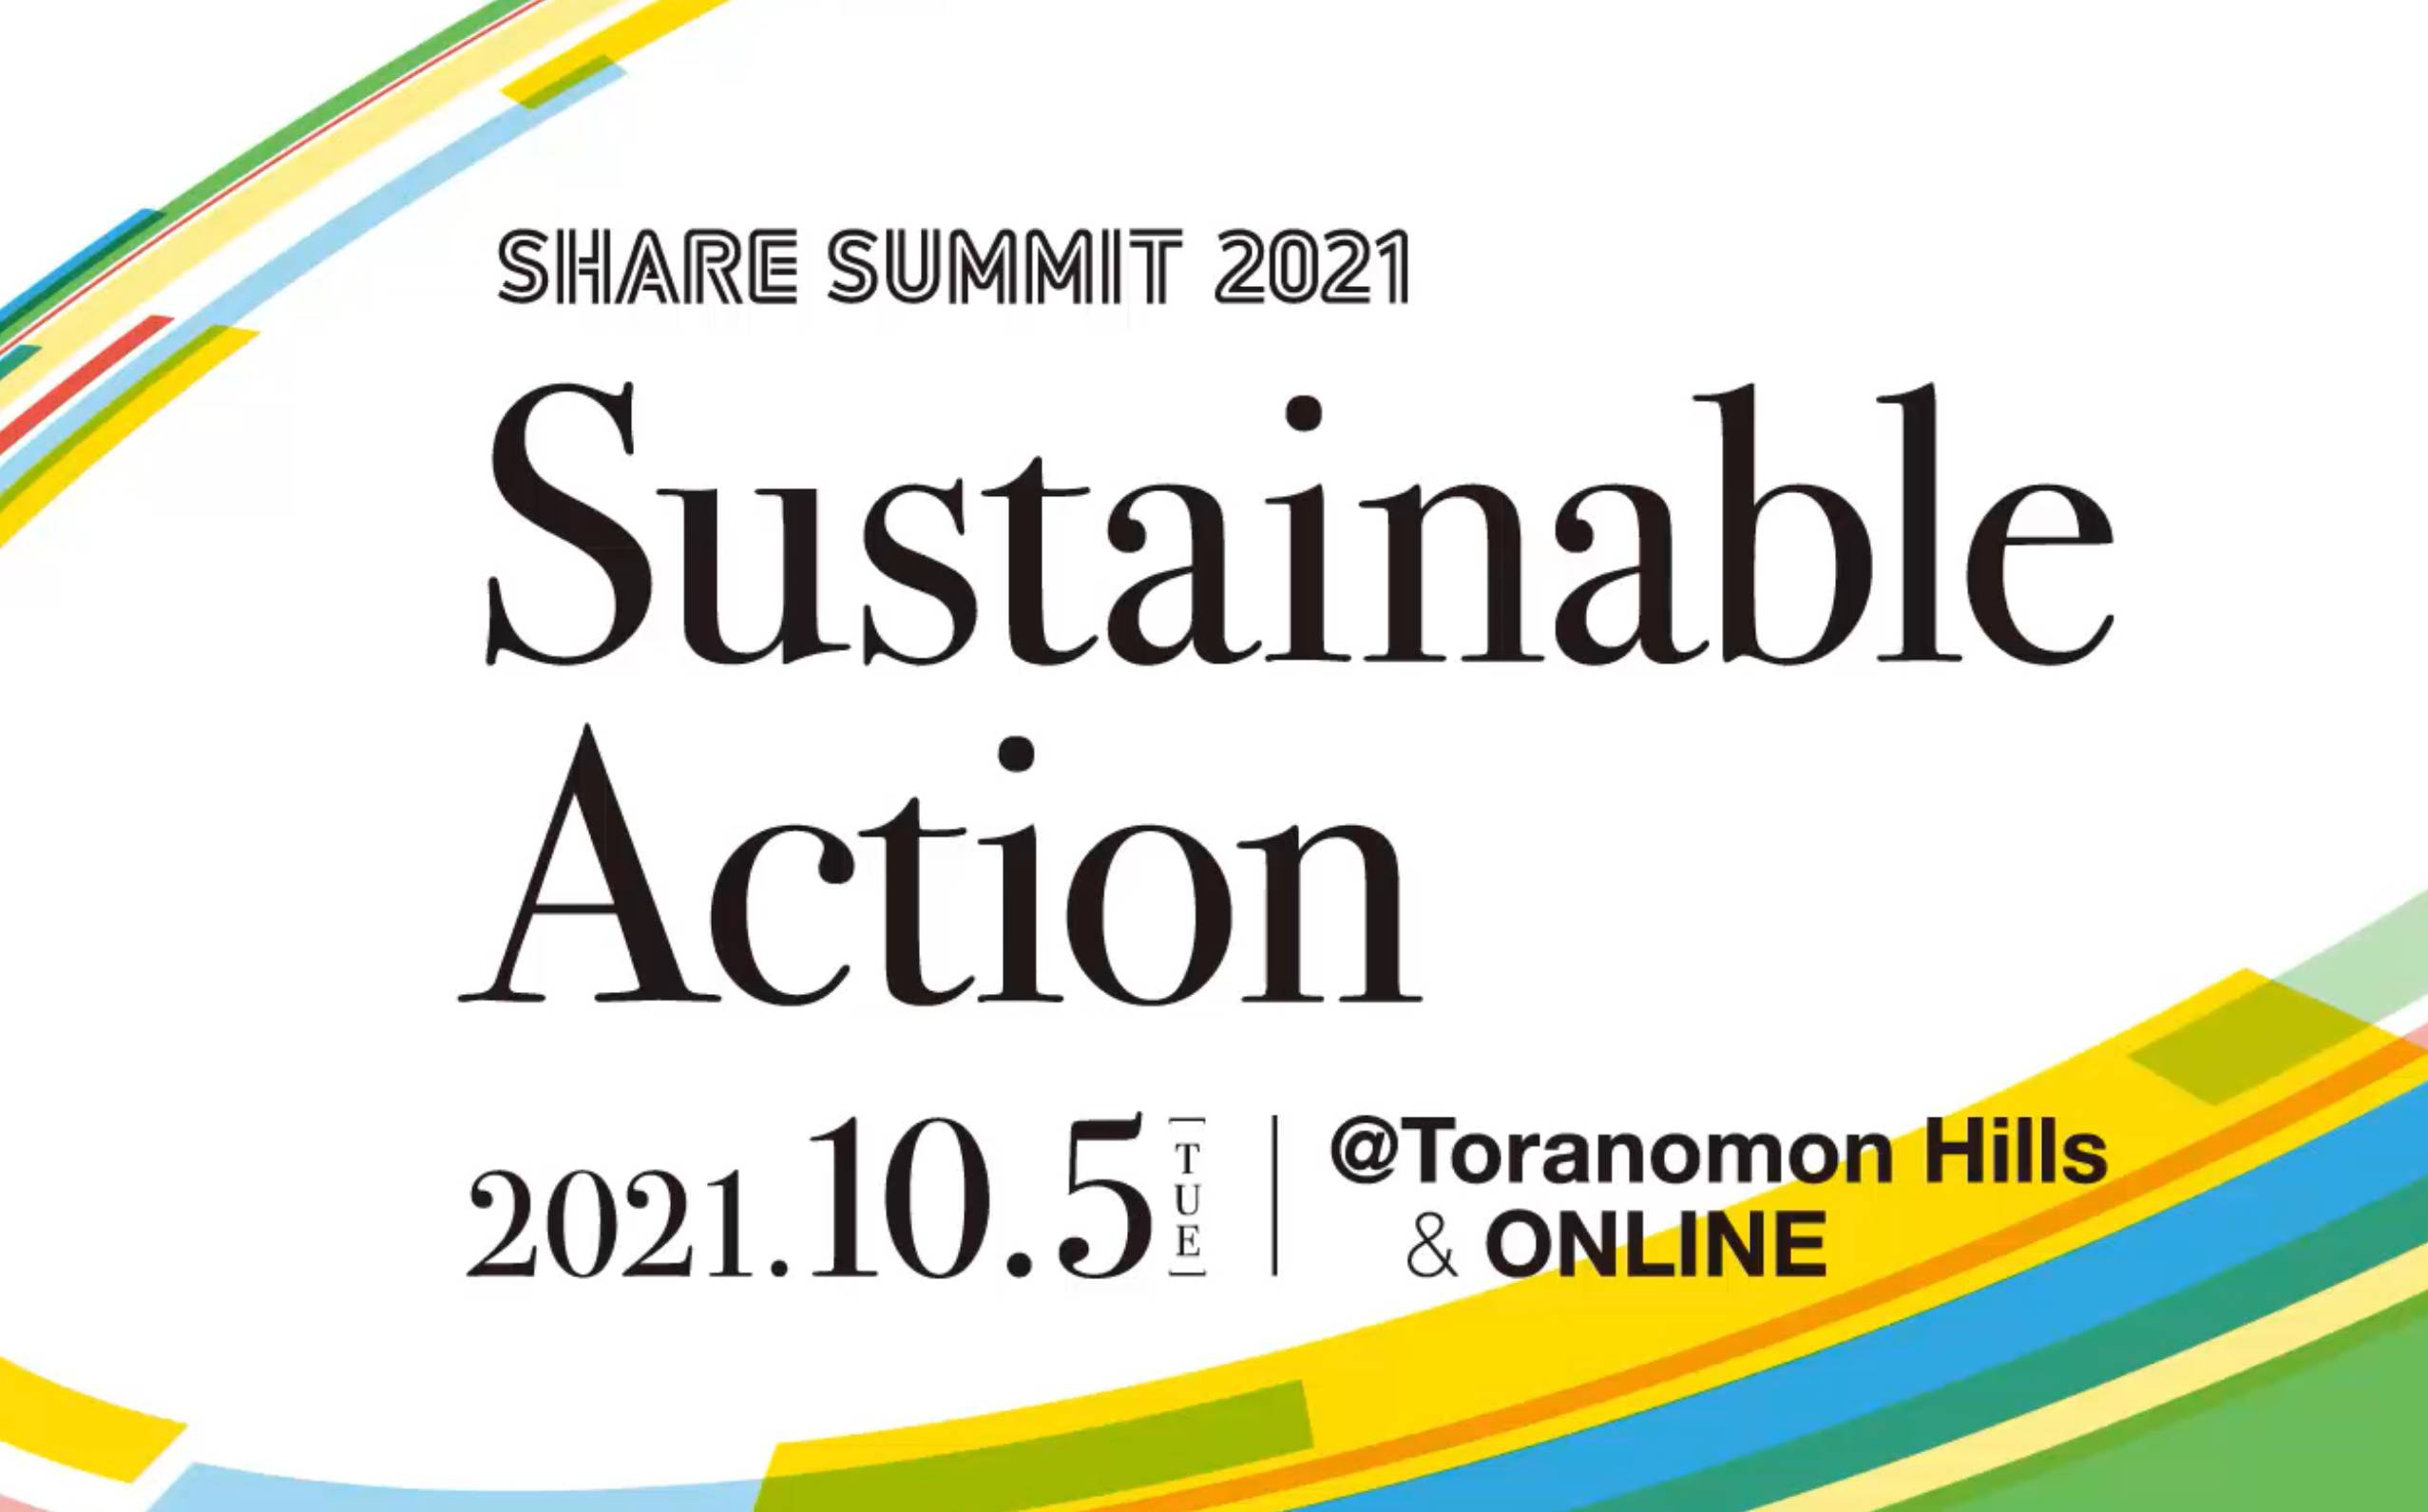 SHARE SUMMIT 2021
Sustainable
Action
2021.10.5 [TUE] | @Toranomon Hills
& ONLINE